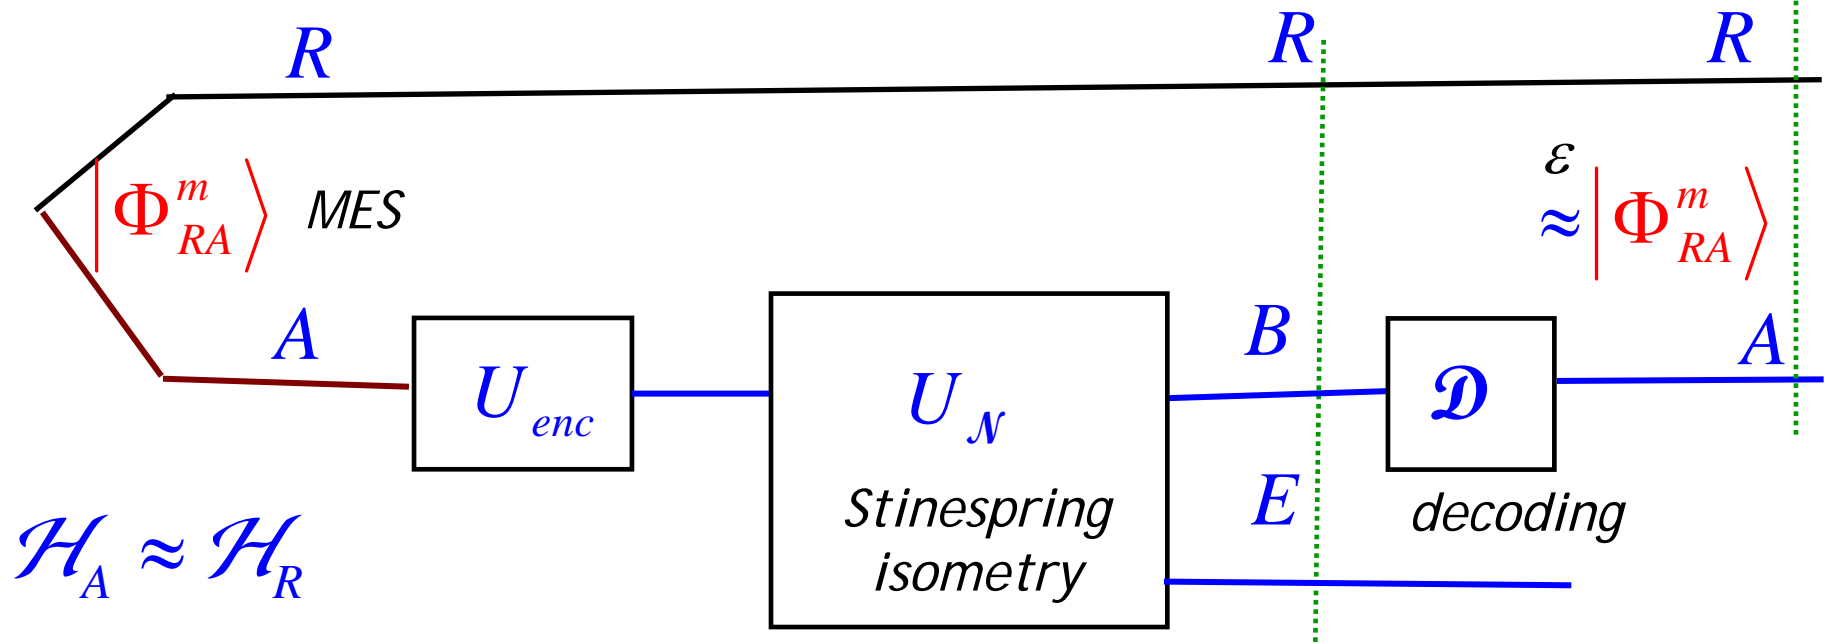 R R R
|Φ^m_RA⟩ MES
ε
≈ |Φ^m_RA⟩
A B A
U_enc
U_𝒩
𝒟
Stinespring
isometry
E
decoding
ℋ_A ≈ ℋ_R